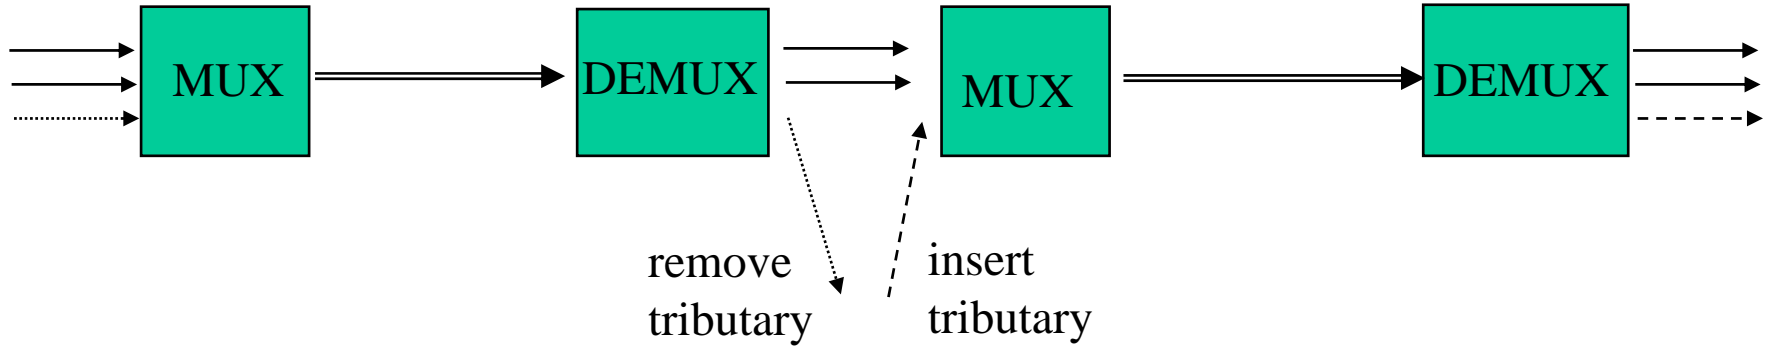 MUX
DEMUX
MUX
DEMUX
remove
tributary
insert
tributary